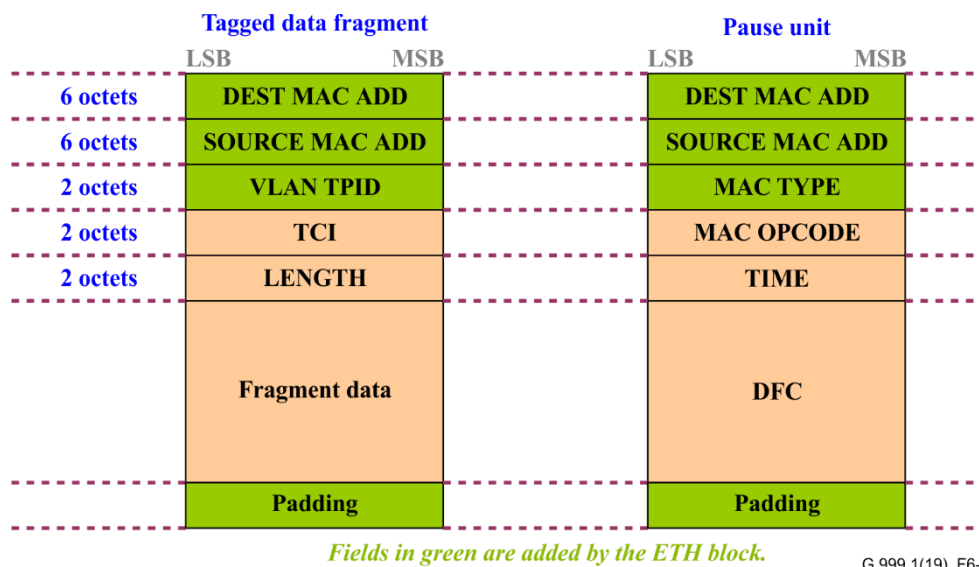 Tagged data fragment Pause unit
LSB MSB LSB MSB
6 octets DEST MAC ADD DEST MAC ADD
6 octets SOURCE MAC ADD SOURCE MAC ADD
2 octets VLAN TPID MAC TYPE
2 octets TCI MAC OPCODE
2 octets LENGTH TIME
Fragment data DFC
Padding Padding
Fields in green are added by the ETH block.
G.999.1(19)